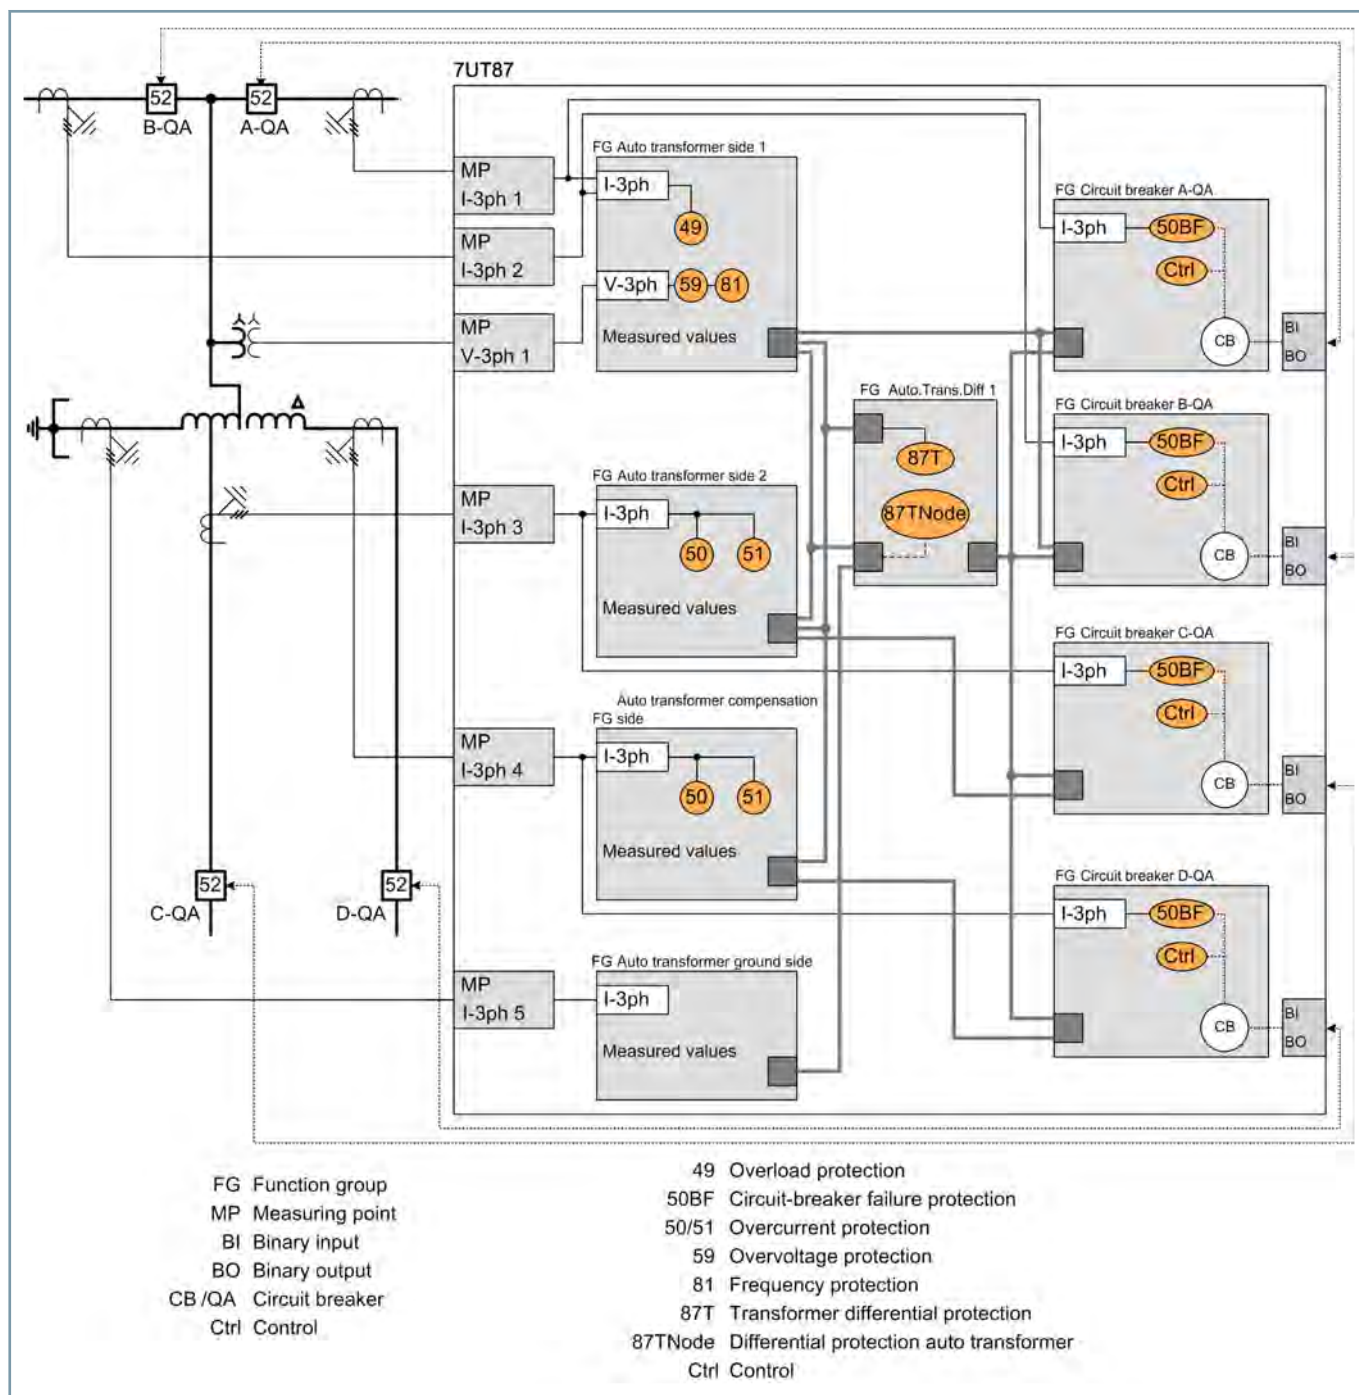 7UT87
52
52
B-QA
A-QA
MP
I-3ph 1
MP
I-3ph 2
MP
V-3ph 1
FG Auto transformer side 1
I-3ph
49
V-3ph
59
81
Measured values
FG Circuit breaker A-QA
I-3ph
50BF
Ctrl
CB
BI
BO
FG Auto.Trans.Diff 1
87T
87TNode
FG Circuit breaker B-QA
I-3ph
50BF
Ctrl
CB
BI
BO
Δ
MP
I-3ph 3
FG Auto transformer side 2
I-3ph
50
51
Measured values
FG Circuit breaker C-QA
I-3ph
50BF
Ctrl
CB
BI
BO
MP
I-3ph 4
Auto transformer compensation
FG side
I-3ph
50
51
Measured values
FG Circuit breaker D-QA
I-3ph
50BF
Ctrl
CB
BI
BO
52
52
C-QA
D-QA
MP
I-3ph 5
FG Auto transformer ground side
I-3ph
Measured values
FG Function group
MP Measuring point
BI Binary input
BO Binary output
CB /QA Circuit breaker
Ctrl Control
49 Overload protection
50BF Circuit-breaker failure protection
50/51 Overcurrent protection
59 Overvoltage protection
81 Frequency protection
87T Transformer differential protection
87TNode Differential protection auto transformer
Ctrl Control